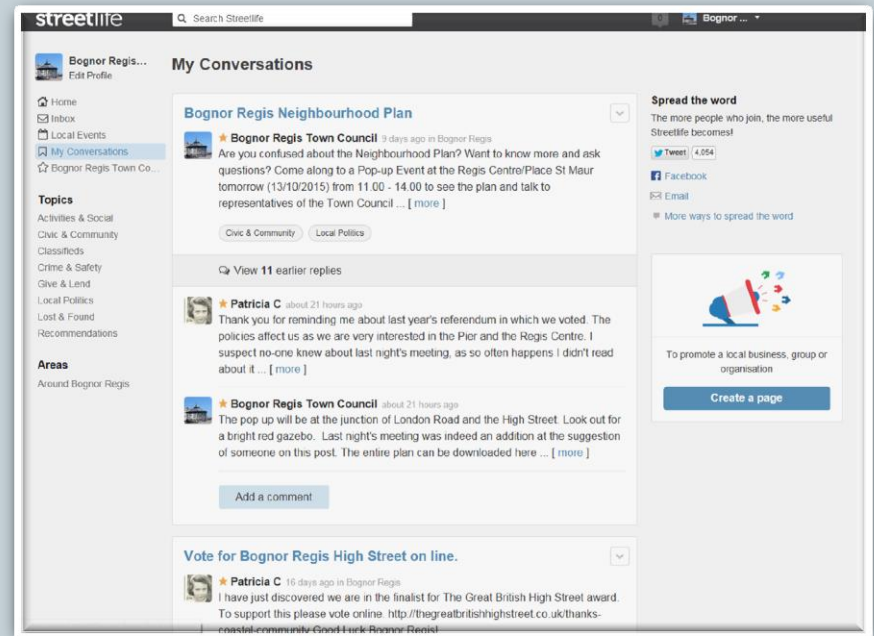 streetlife
Search Streetlife
0
Bognor ...
Bognor Regis...
Edit Profile
Home
Inbox
Local Events
My Conversations
Bognor Regis Town Co...
Topics
Activities & Social
Civic & Community
Classifieds
Crime & Safety
Give & Lend
Local Politics
Lost & Found
Recommendations
Areas
Around Bognor Regis
My Conversations
Bognor Regis Neighbourhood Plan
Bognor Regis Town Council 9 days ago in Bognor Regis
Are you confused about the Neighbourhood Plan? Want to know more and ask
questions? Come along to a Pop-up Event at the Regis Centre/Place St Maur
tomorrow (13/10/2015) from 11.00 - 14.00 to see the plan and talk to
representatives of the Town Council ... [ more ]
Civic & Community Local Politics
View 11 earlier replies
Patricia C about 21 hours ago
Thank you for reminding me about last year's referendum in which we voted. The
policies affect us as we are very interested in the Pier and the Regis Centre. I
suspect no-one knew about last night's meeting, as so often happens I didn't read
about it ... [ more ]
Bognor Regis Town Council about 21 hours ago
The pop up will be at the junction of London Road and the High Street. Look out for
a bright red gazebo. Last night's meeting was indeed an addition at the suggestion
of someone on this post. The entire plan can be downloaded here ... [ more ]
Add a comment
Vote for Bognor Regis High Street on line.
Patricia C 16 days ago in Bognor Regis
I have just discovered we are in the finalist for The Great British High Street award.
To support this please vote online. http://thegreatbritishhighstreet.co.uk/thanks-
coastal-community Good Luck Bognor Regis!
Spread the word
The more people who join, the more useful
Streetlife becomes!
Tweet 4,054
Facebook
Email
More ways to spread the word
To promote a local business, group or
organisation
Create a page